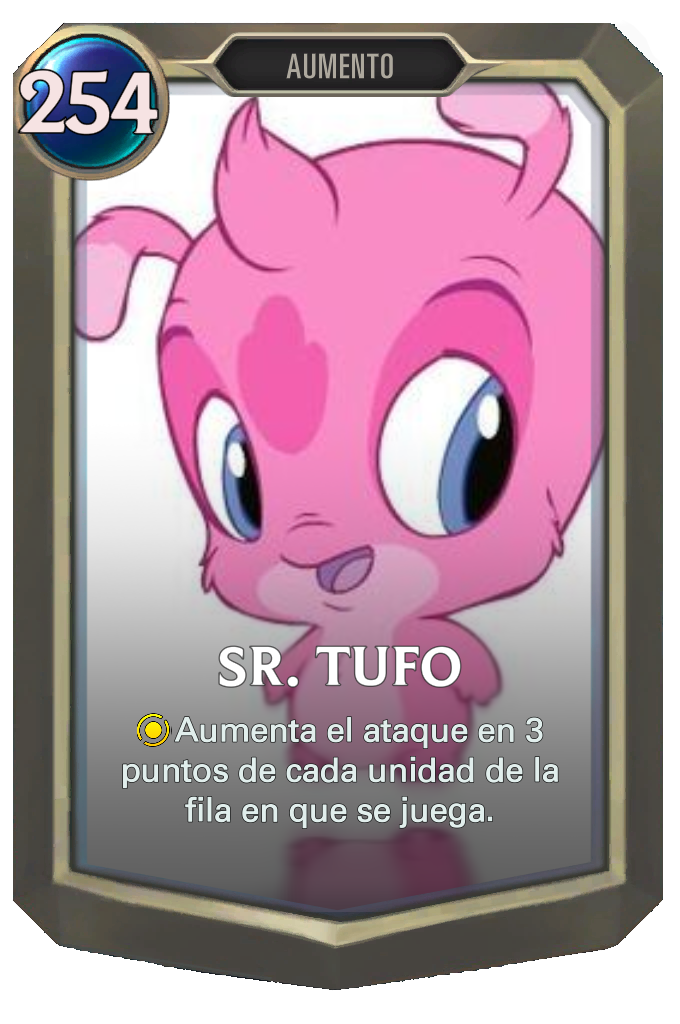 AUMENTO
254
SR. TUFO
Aumenta el ataque en 3
puntos de cada unidad de la
fila en que se juega.